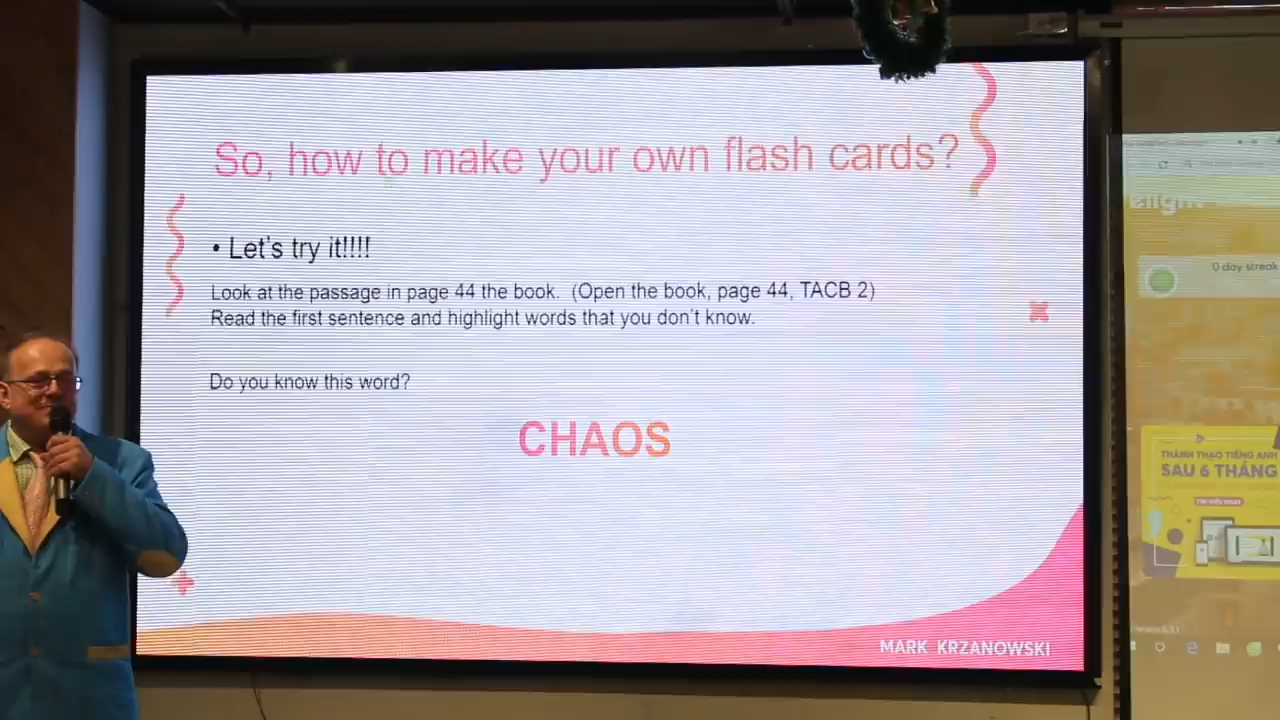 So, how to make your own flash cards?
• Let's try it!!!!
Look at the passage in page 44 the book. (Open the book, page 44, TACB 2)
Read the first sentence and highlight words that you don't know.
Do you know this word?
CHAOS
MARK KRZANOWSKI
elight
0 day streak
THÀNH THẠO TIẾNG ANH
SAU 6 THÁNG